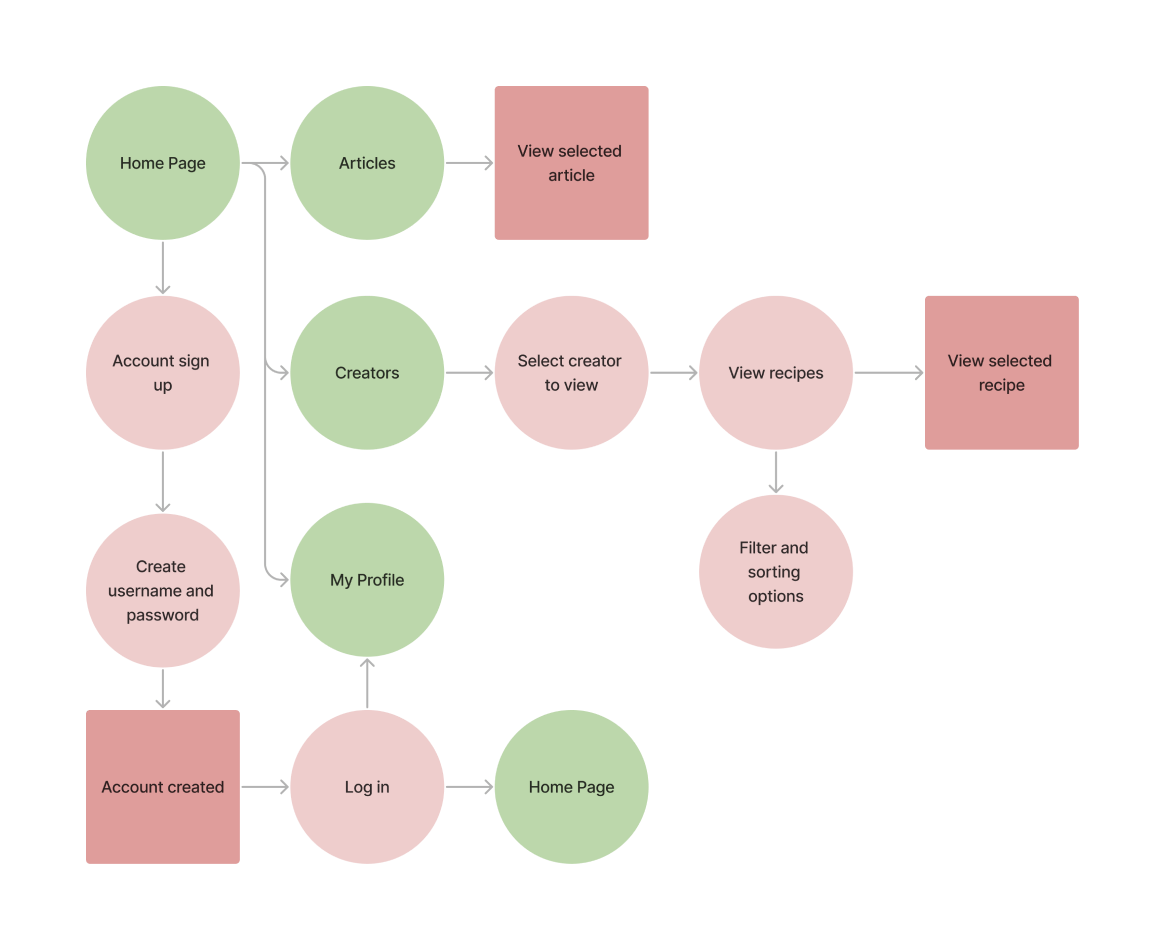 Home Page
Articles
View selected
article
Account sign
up
Creators
Select creator
to view
View recipes
View selected
recipe
Create
username and
password
My Profile
Filter and
sorting
options
Account created
Log in
Home Page